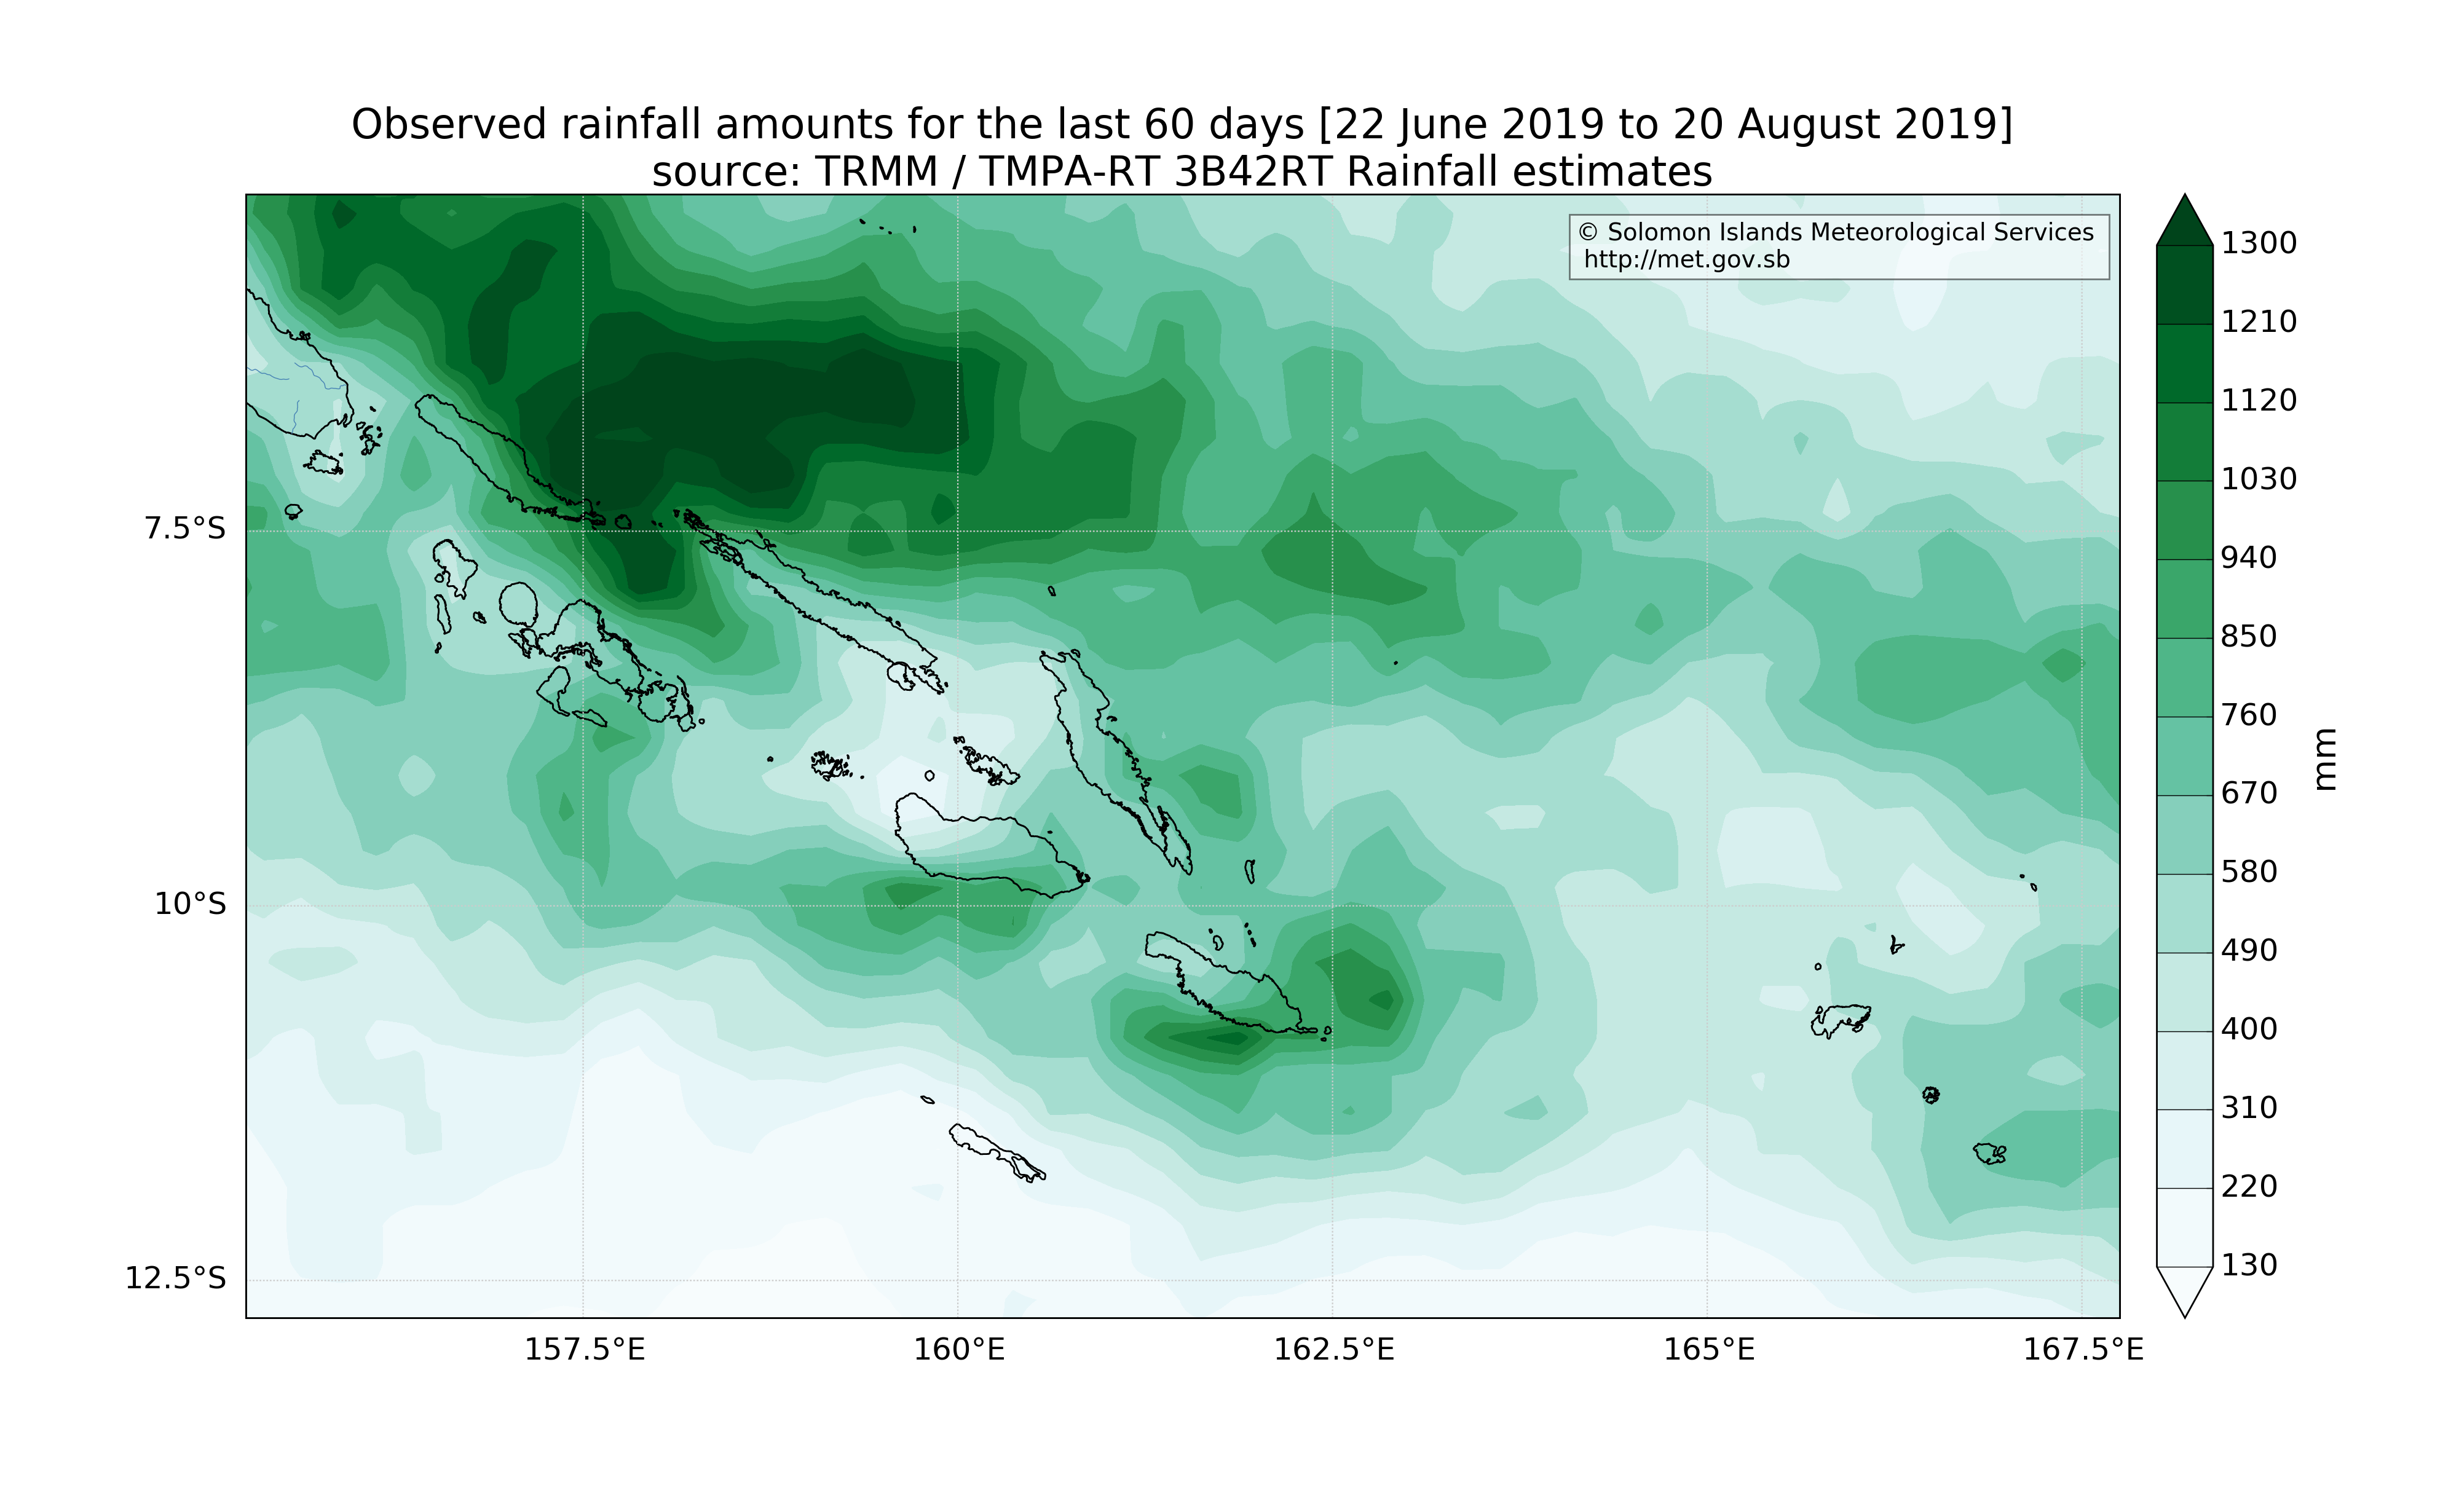 Observed rainfall amounts for the last 60 days [22 June 2019 to 20 August 2019]
source: TRMM / TMPA-RT 3B42RT Rainfall estimates
© Solomon Islands Meteorological Services
http://met.gov.sb
7.5°S
10°S
12.5°S
157.5°E
160°E
162.5°E
165°E
167.5°E
1300
1210
1120
1030
940
850
760
670
580
490
400
310
220
130
mm